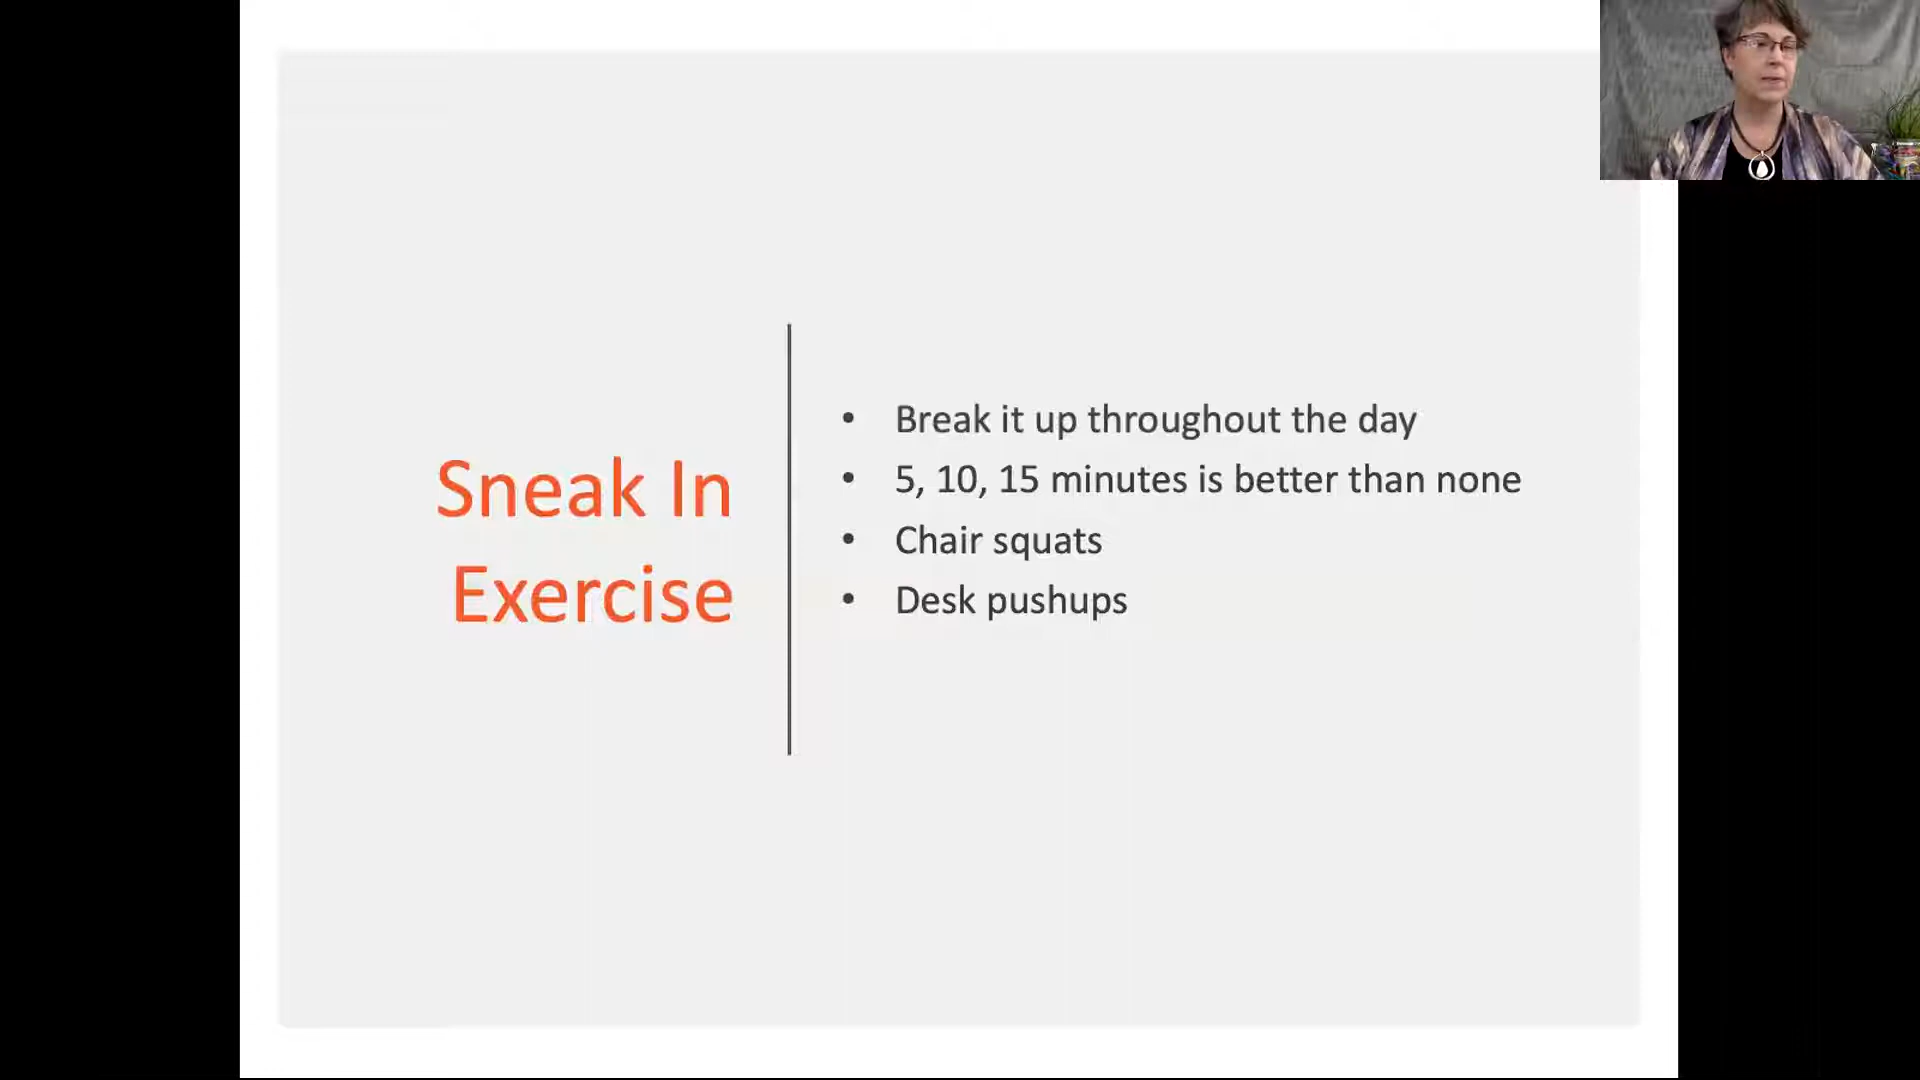 Sneak In
Exercise
• Break it up throughout the day
• 5, 10, 15 minutes is better than none
• Chair squats
• Desk pushups